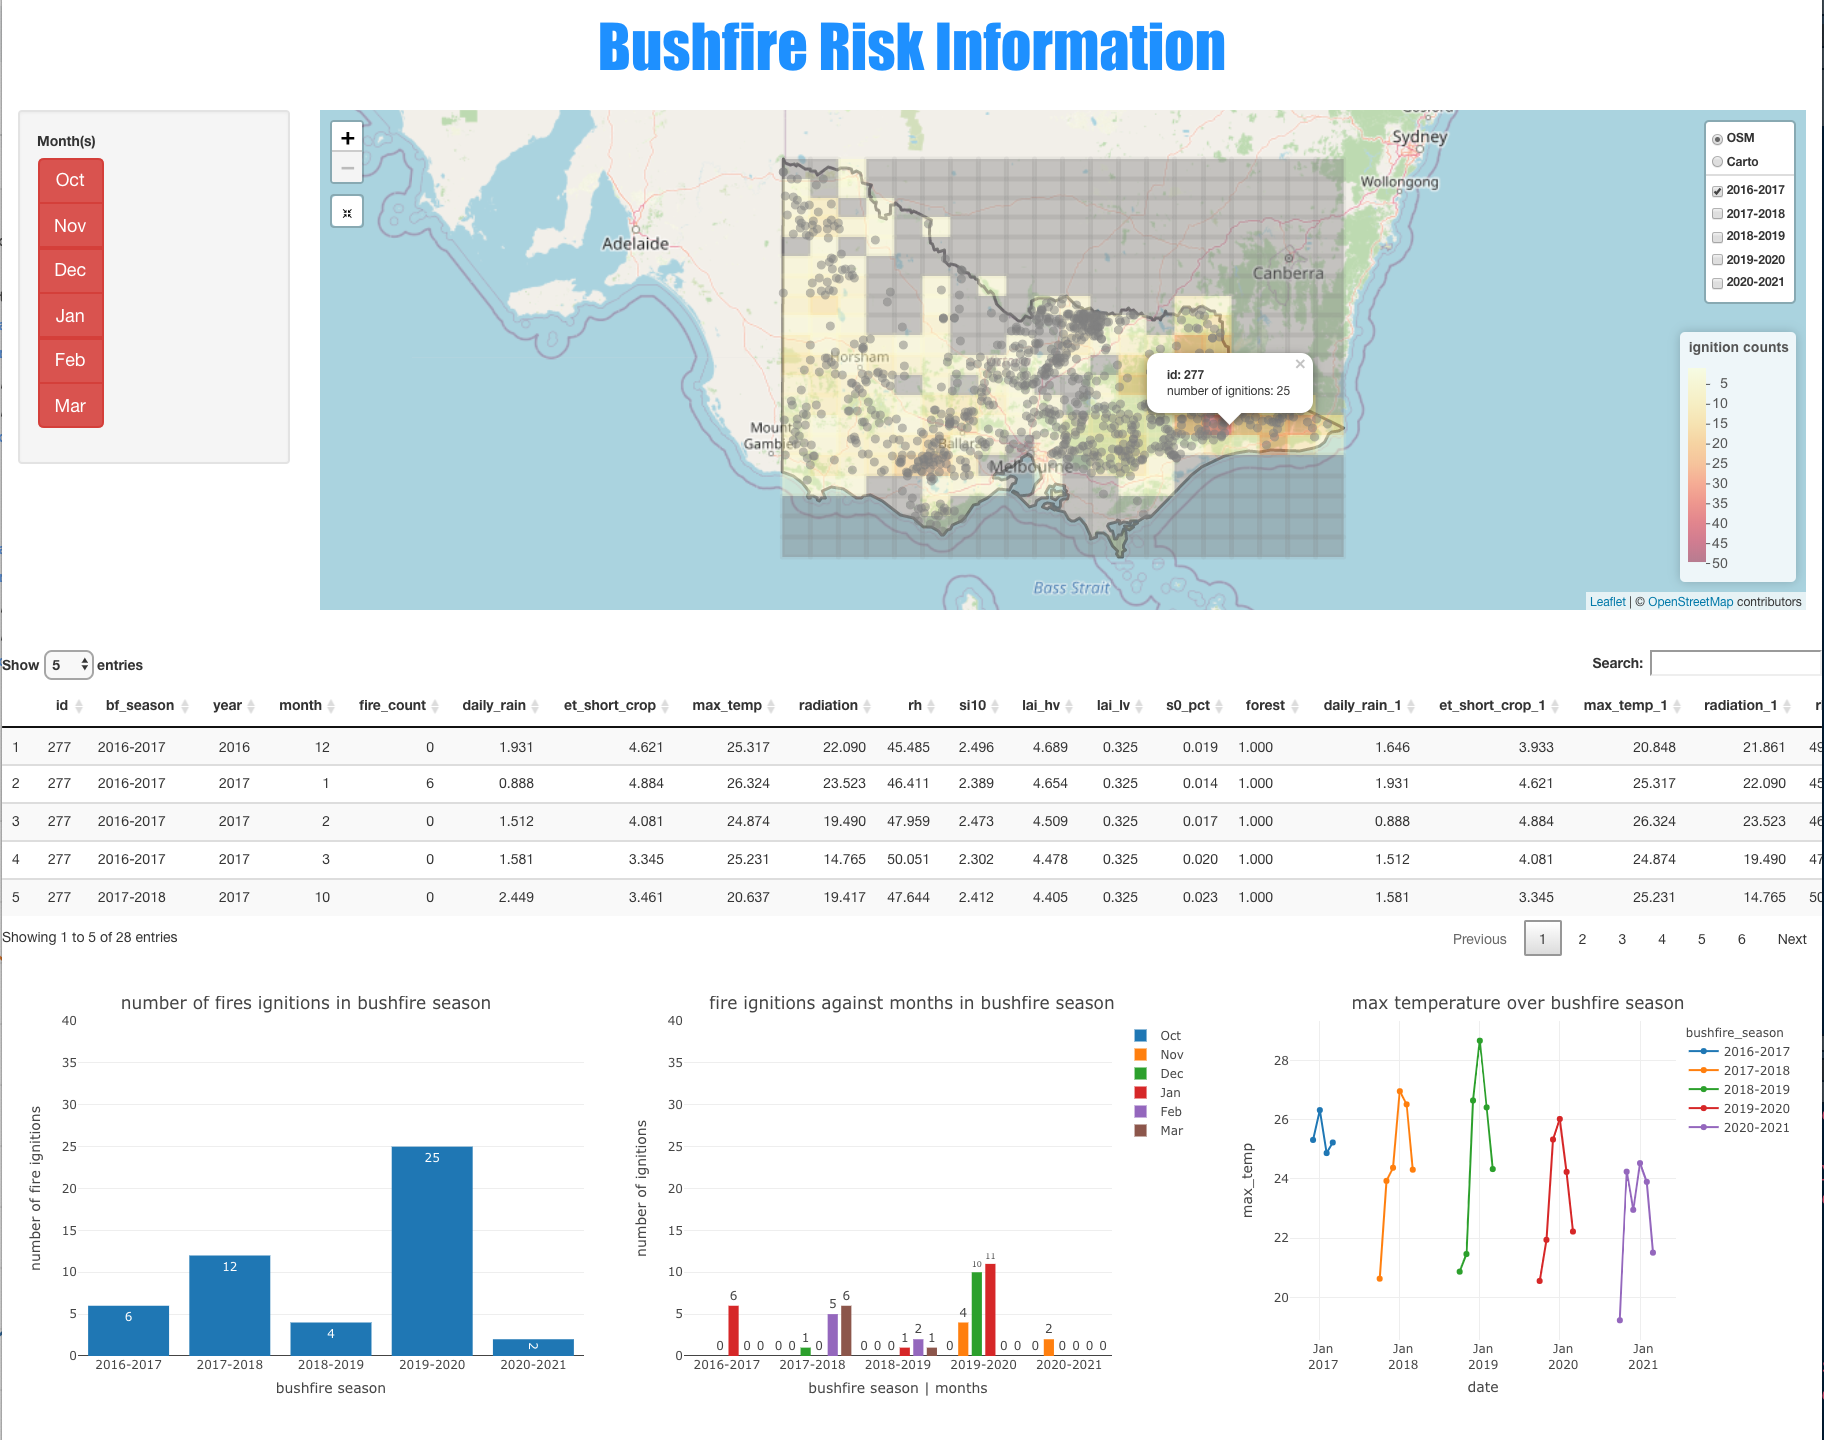 Bushfire Risk Information
Month(s)
Oct
Nov
Dec
Jan
Feb
Mar
+
−
Sydney
Wollongong
Adelaide
Canberra
Horsham
Mount
Gambier
Ballarat
Melbourne
Bass Strait
id: 277
number of ignitions: 25
×
OSM
Carto
2016-2017
2017-2018
2018-2019
2019-2020
2020-2021
ignition counts
5
10
15
20
25
30
35
40
45
50
Leaflet | © OpenStreetMap contributors
Show 5 entries
Search:
id bf_season year month fire_count daily_rain et_short_crop max_temp radiation rh si10 lai_hv lai_lv s0_pct forest daily_rain_1 et_short_crop_1 max_temp_1 radiation_1
1 277 2016-2017 2016 12 0 1.931 4.621 25.317 22.090 45.485 2.496 4.689 0.325 0.019 1.000 1.646 3.933 20.848 21.861
2 277 2016-2017 2017 1 6 0.888 4.884 26.324 23.523 46.411 2.389 4.654 0.325 0.014 1.000 1.931 4.621 25.317 22.090
3 277 2016-2017 2017 2 0 1.512 4.081 24.874 19.490 47.959 2.473 4.509 0.325 0.017 1.000 0.888 4.884 26.324 23.523
4 277 2016-2017 2017 3 0 1.581 3.345 25.231 14.765 50.051 2.302 4.478 0.325 0.020 1.000 1.512 4.081 24.874 19.490
5 277 2017-2018 2017 10 0 2.449 3.461 20.637 19.417 47.644 2.412 4.405 0.325 0.023 1.000 1.581 3.345 25.231 14.765
Showing 1 to 5 of 28 entries
Previous 1 2 3 4 5 6 Next
number of fires ignitions in bushfire season
number of fire ignitions
40
35
30
25
20
15
10
5
0
6
12
4
25
2
2016-2017 2017-2018 2018-2019 2019-2020 2020-2021
bushfire season
fire ignitions against months in bushfire season
number of ignitions
40
35
30
25
20
15
10
5
0
0 6 0 0
0 0 1 0 5 6
0 0 0 1 2 1
0 4 10 11 0 0
0 2 0 0 0 0
2016-2017 2017-2018 2018-2019 2019-2020 2020-2021
bushfire season | months
Oct
Nov
Dec
Jan
Feb
Mar
max temperature over bushfire season
max_temp
28
26
24
22
20
Jan Jan Jan Jan Jan
2017 2018 2019 2020 2021
date
bushfire_season
2016-2017
2017-2018
2018-2019
2019-2020
2020-2021